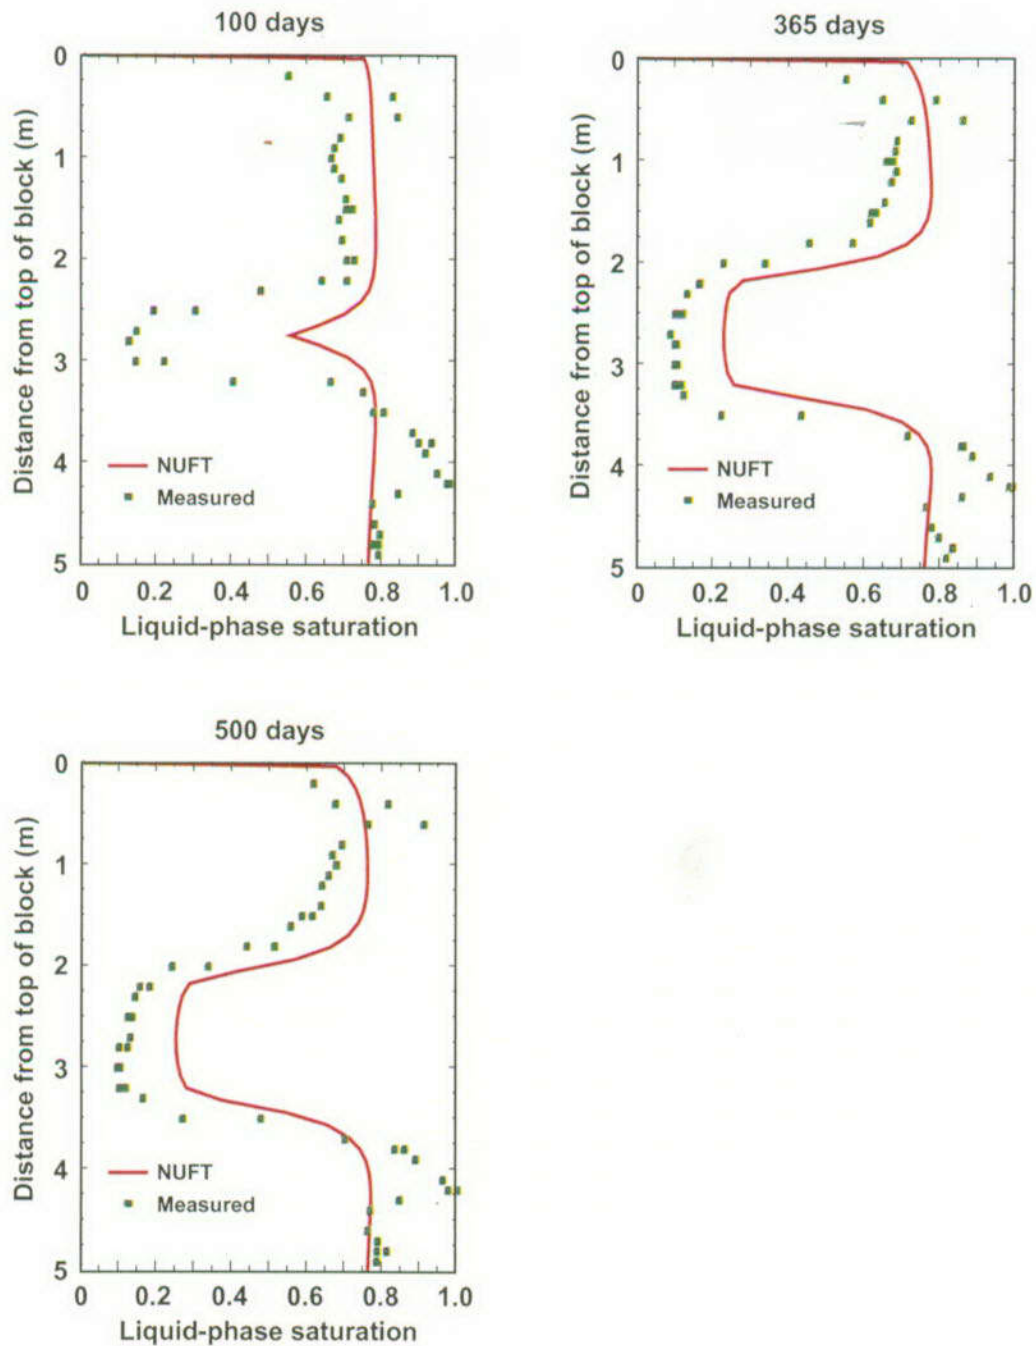 100 days
0
1
2
3
4
5
Distance from top of block (m)
NUFT
Measured
0 0.2 0.4 0.6 0.8 1.0
Liquid-phase saturation
365 days
0
1
2
3
4
5
Distance from top of block (m)
NUFT
Measured
0 0.2 0.4 0.6 0.8 1.0
Liquid-phase saturation
500 days
0
1
2
3
4
5
Distance from top of block (m)
NUFT
Measured
0 0.2 0.4 0.6 0.8 1.0
Liquid-phase saturation